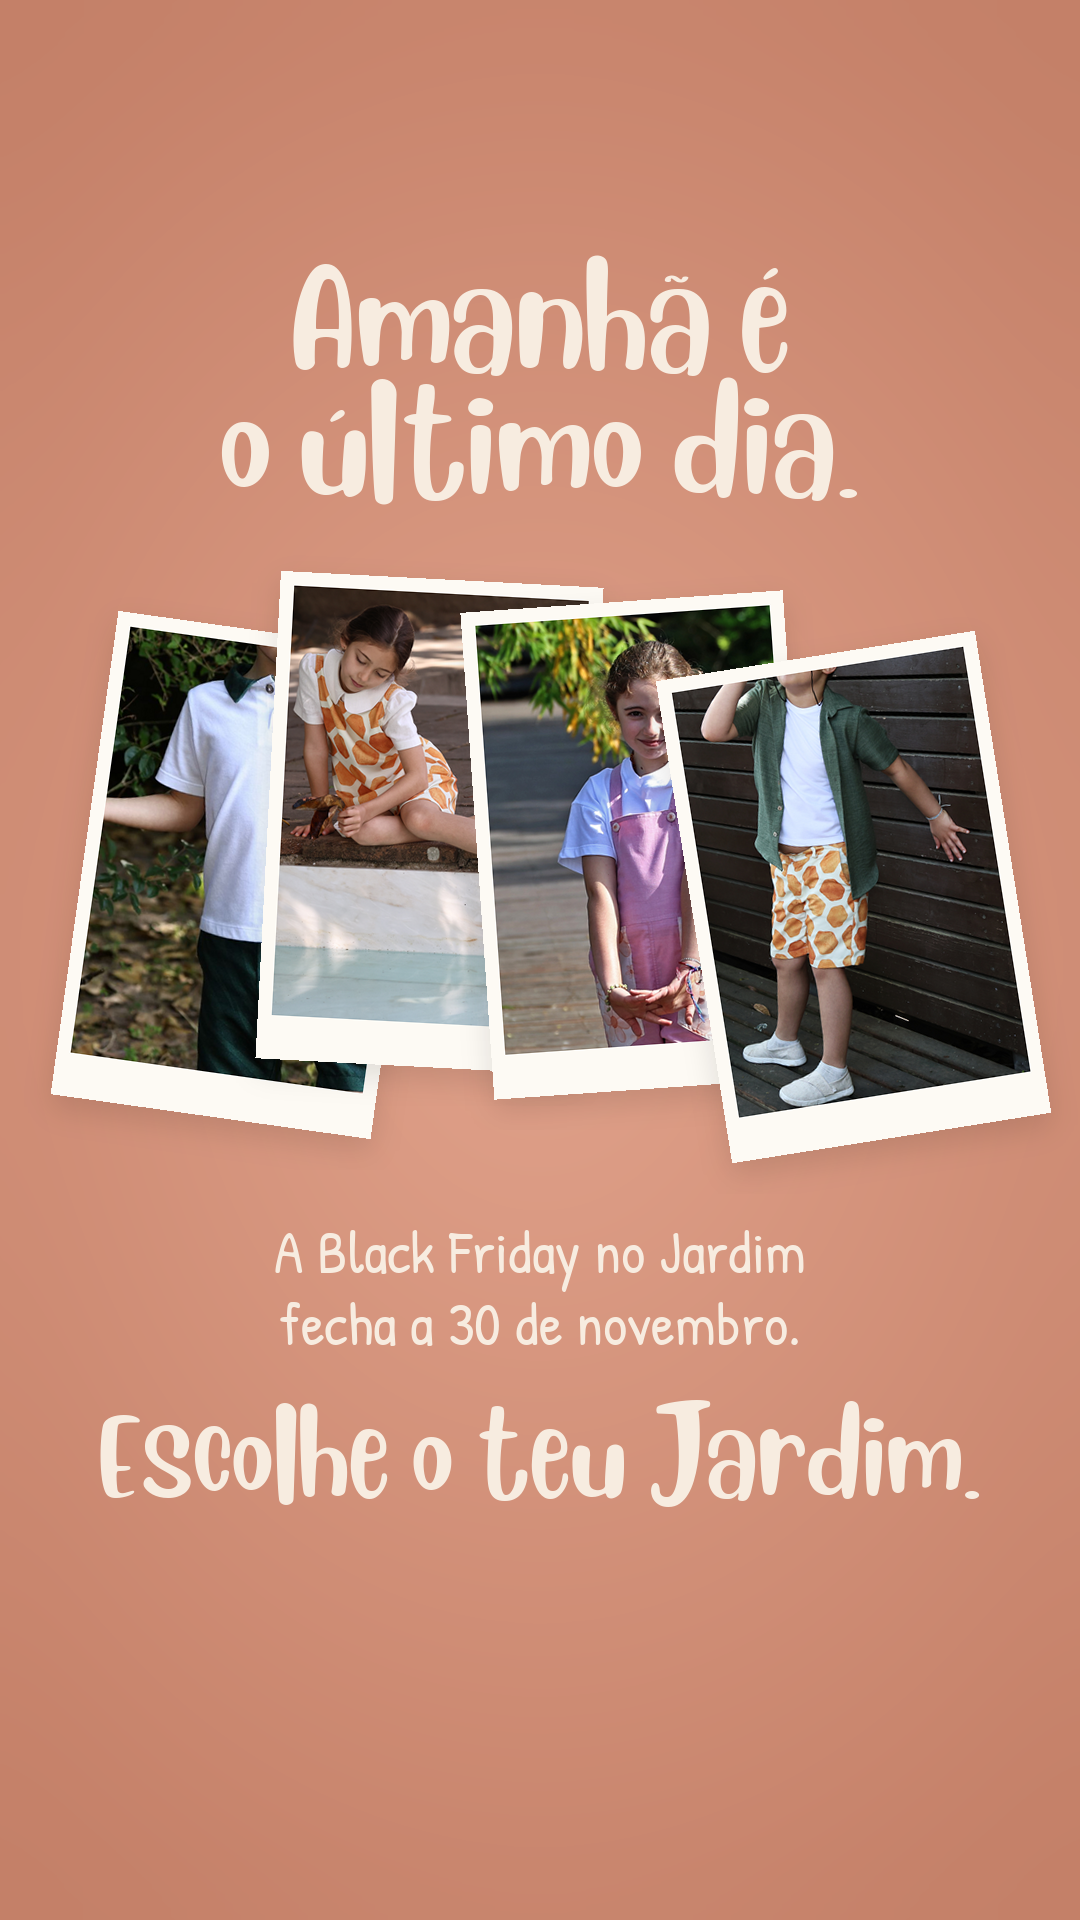 Amanhã é
o último dia.
A Black Friday no Jardim
fecha a 30 de novembro.
Escolhe o teu Jardim.